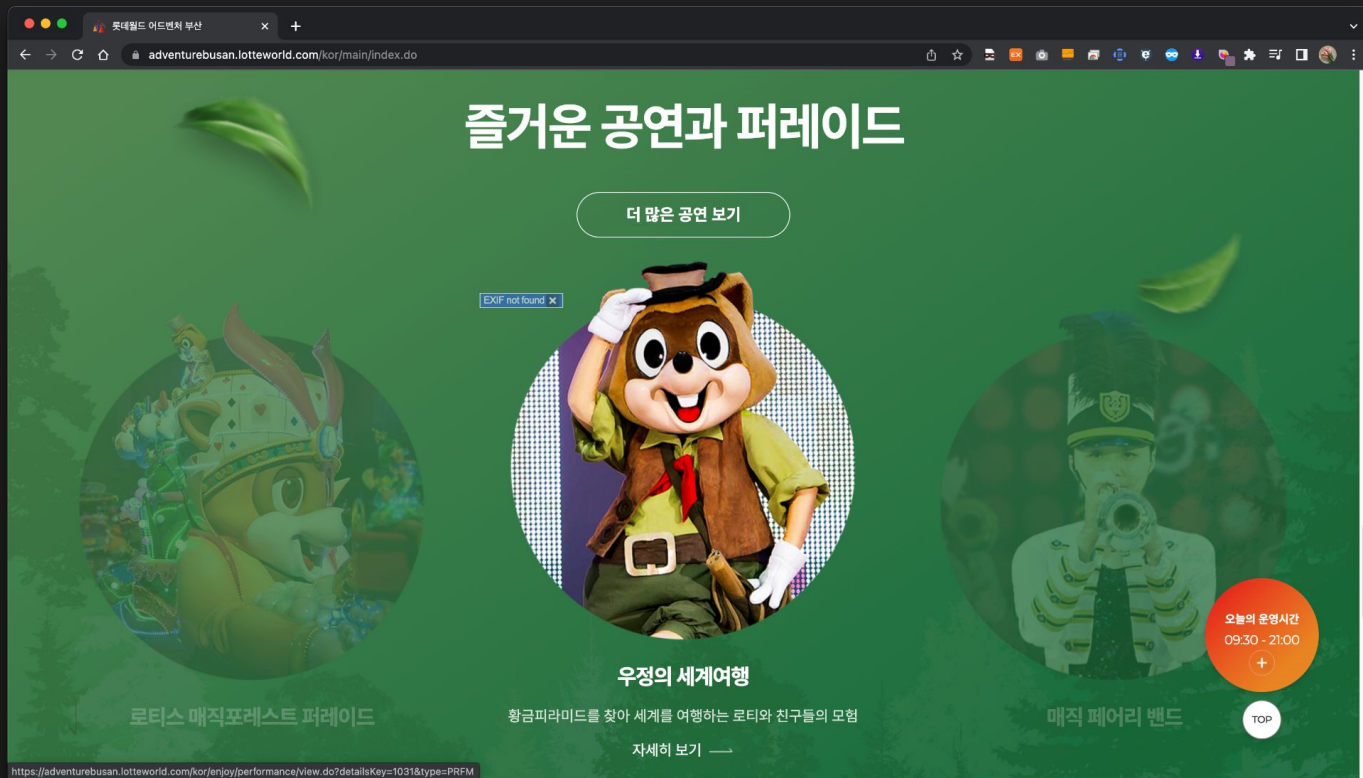 롯데월드 어드벤처 부산
adventurebusan.lotteworld.com/kor/main/index.do
즐거운 공연과 퍼레이드
더 많은 공연 보기
EXIF not found
우정의 세계여행
황금피라미드를 찾아 세계를 여행하는 로티와 친구들의 모험
자세히 보기
로티스 매직포레스트 퍼레이드
매직 페어리 밴드
오늘의 운영시간
09:30 - 21:00
TOP
https://adventurebusan.lotteworld.com/kor/enjoy/performance/view.do?detailsKey=1031&type=PRFM